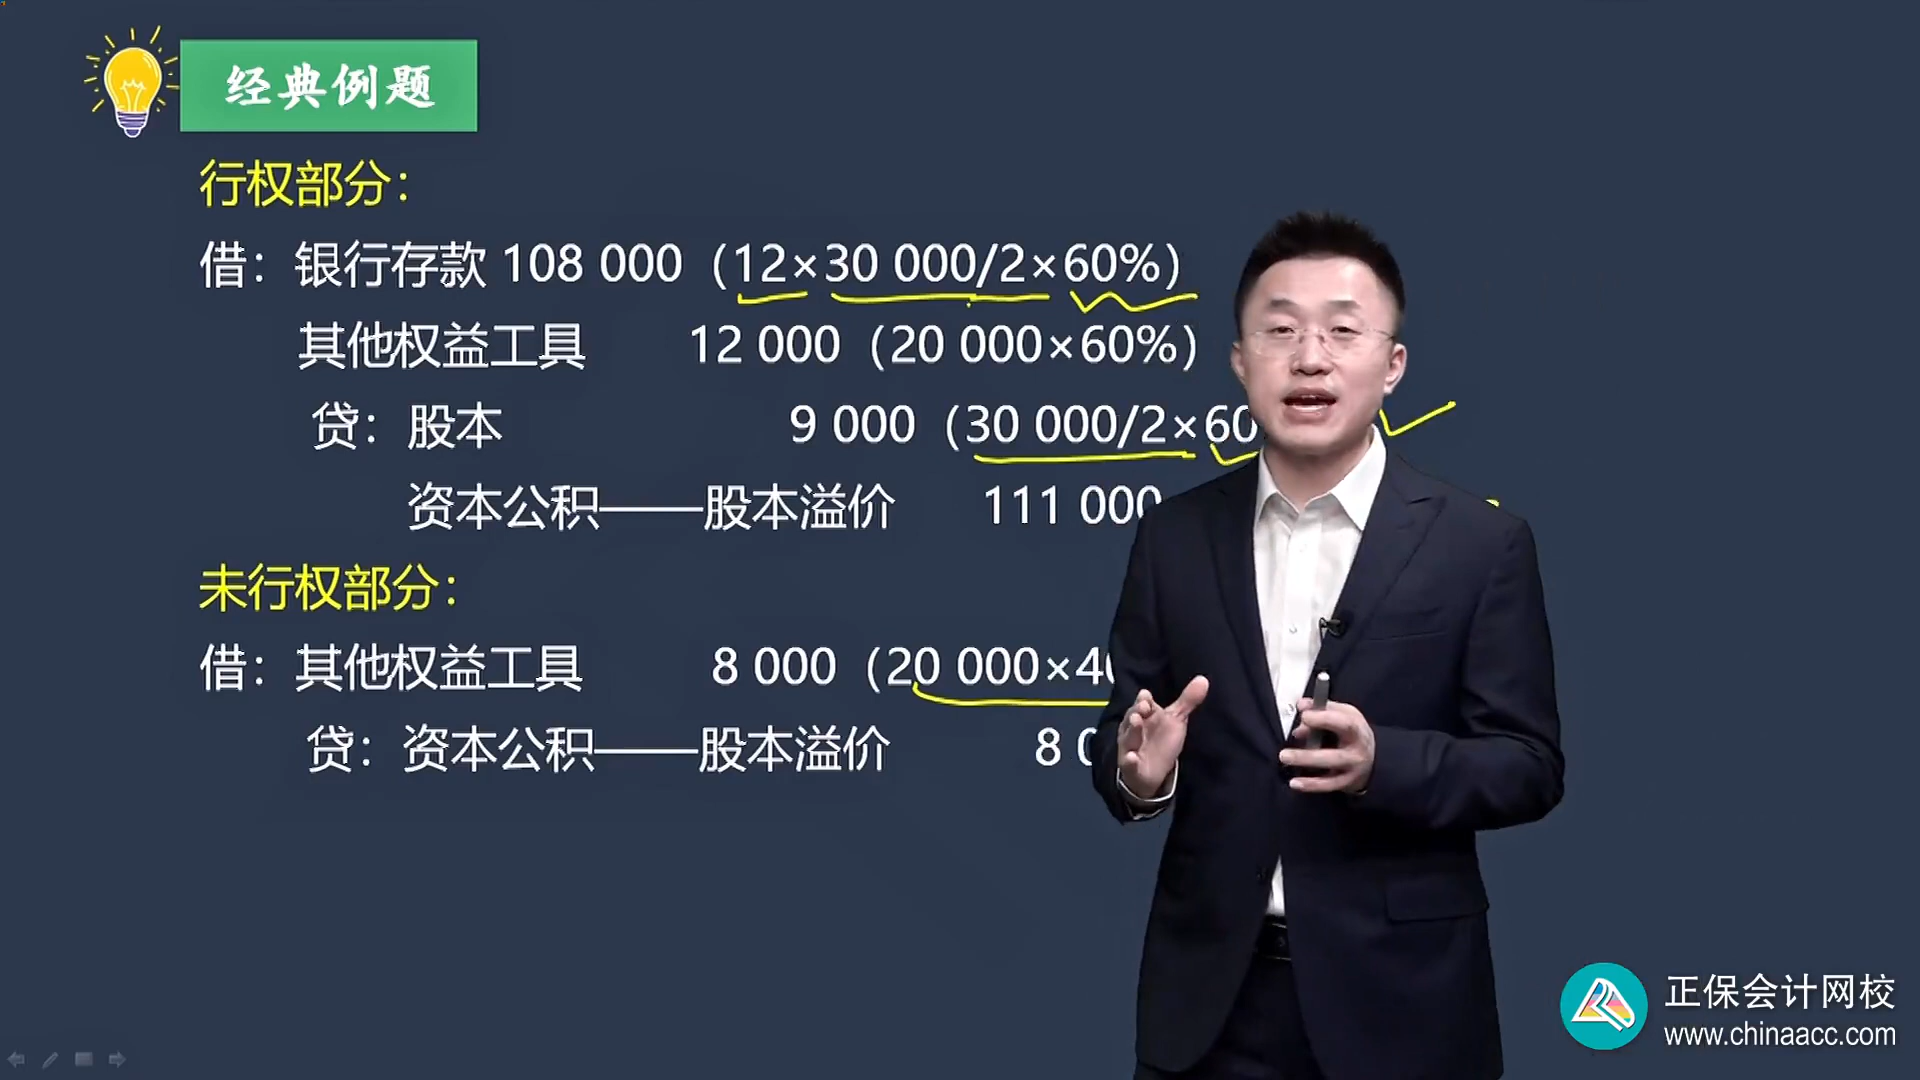 经典例题
行权部分：
借：银行存款 108 000（12×30 000/2×60%）
其他权益工具 12 000（20 000×60%）
贷：股本 9 000（30 000/2×60
资本公积——股本溢价 111 000
未行权部分：
借：其他权益工具 8 000（20 000×40
贷：资本公积——股本溢价 8 0
正保会计网校
www.chinaacc.com